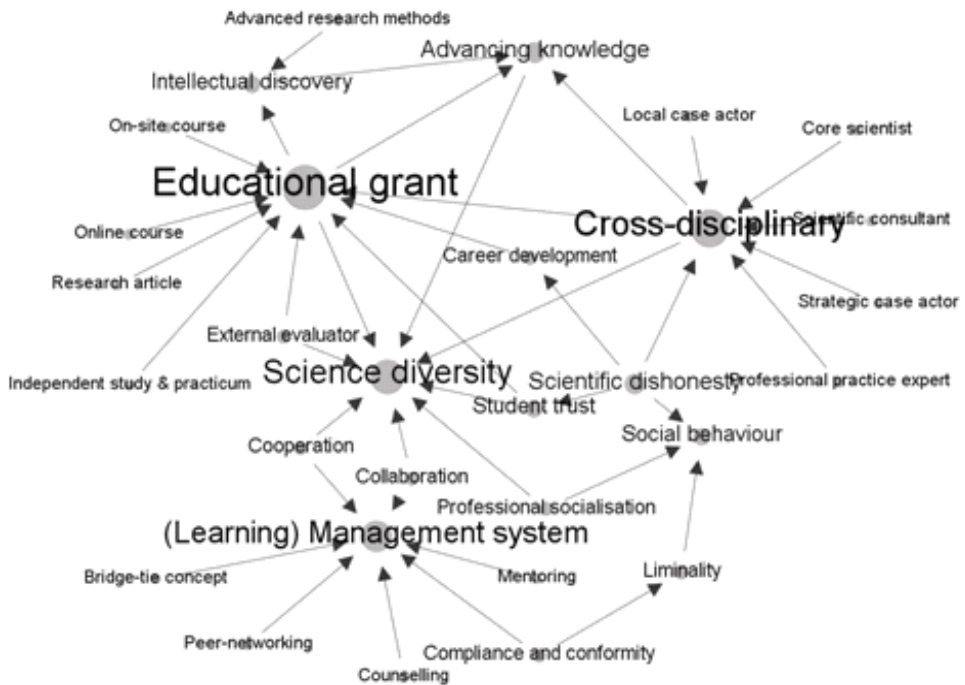 Advanced research methods
Advancing knowledge
Intellectual discovery
Local case actor
On-site course
Core scientist
Educational grant
Cross-disciplinary
Scientific consultant
Online course
Career development
Research article
Strategic case actor
External evaluator
Science diversity
Independent study & practicum
Scientific dishonesty
Professional practice expert
Student trust
Social behaviour
Cooperation
Collaboration
Professional socialisation
(Learning) Management system
Bridge-tie concept
Mentoring
Liminality
Peer-networking
Compliance and conformity
Counselling